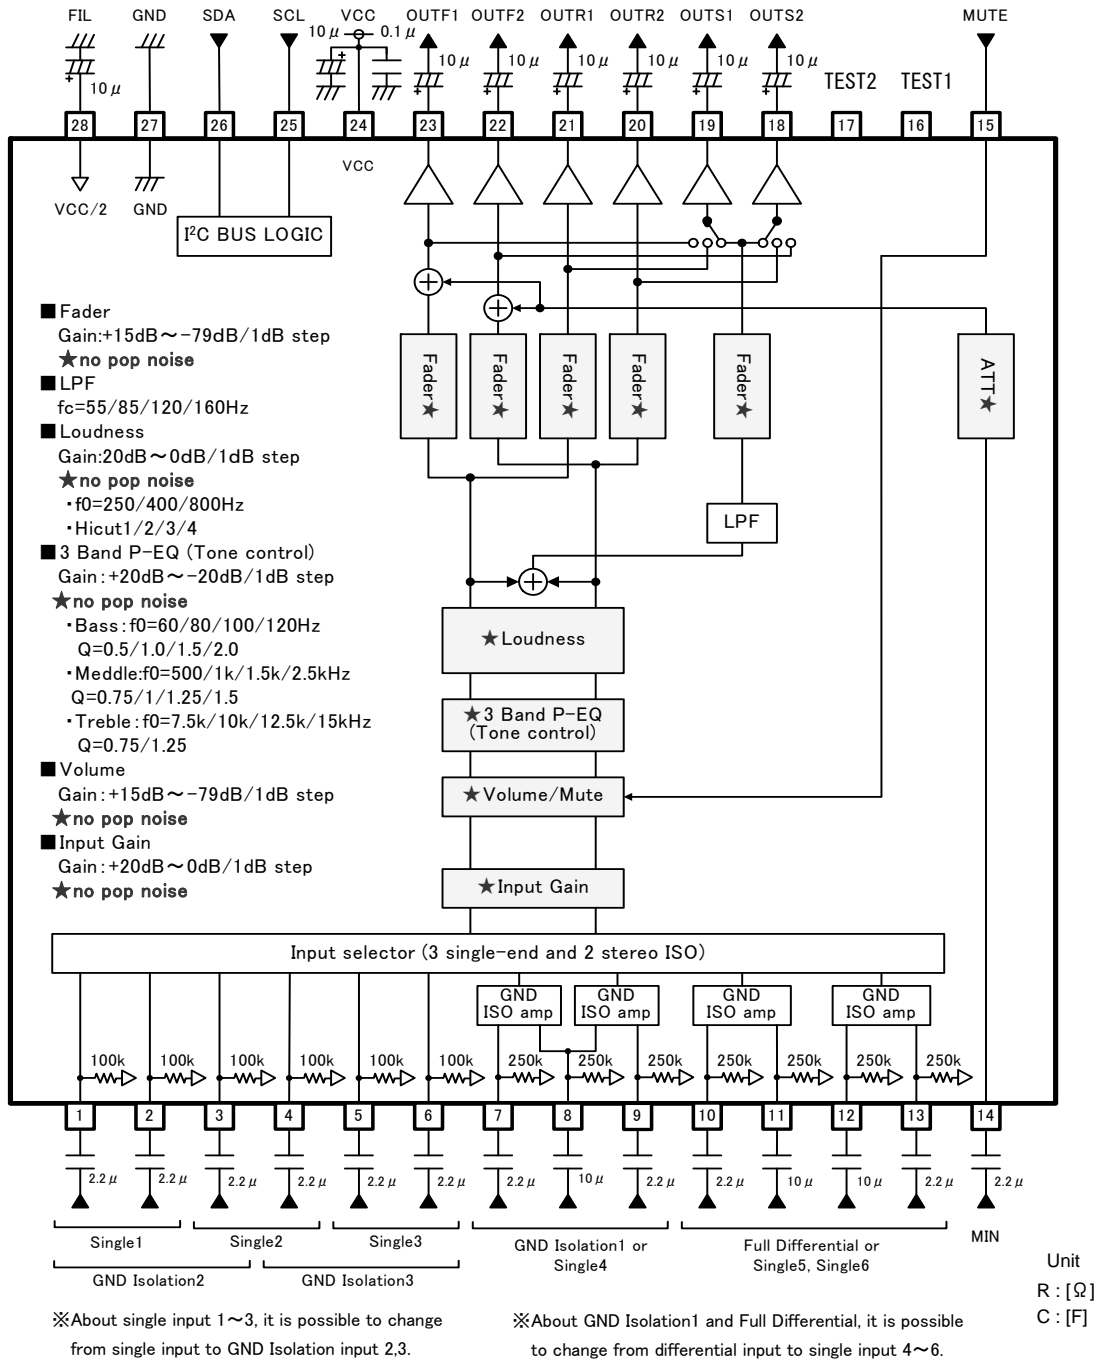 FIL GND SDA SCL VCC OUTF1 OUTF2 OUTR1 OUTR2 OUTS1 OUTS2 MUTE
10μ 0.1μ
10μ 10μ 10μ 10μ 10μ 10μ 10μ
TEST2 TEST1
28 27 26 25 24 23 22 21 20 19 18 17 16 15
VCC
VCC/2 GND
I²C BUS LOGIC
■Fader
Gain:+15dB～-79dB/1dB step
★no pop noise
■LPF
fc=55/85/120/160Hz
■Loudness
Gain:20dB～0dB/1dB step
★no pop noise
・f0=250/400/800Hz
・Hicut1/2/3/4
■3 Band P-EQ (Tone control)
Gain:+20dB～-20dB/1dB step
★no pop noise
・Bass:f0=60/80/100/120Hz
Q=0.5/1.0/1.5/2.0
・Meddle:f0=500/1k/1.5k/2.5kHz
Q=0.75/1/1.25/1.5
・Treble:f0=7.5k/10k/12.5k/15kHz
Q=0.75/1.25
■Volume
Gain:+15dB～-79dB/1dB step
★no pop noise
■Input Gain
Gain:+20dB～0dB/1dB step
★no pop noise
Fader★ Fader★ Fader★ Fader★ Fader★ ATT★
LPF
★Loudness
★3 Band P-EQ
(Tone control)
★Volume/Mute
★Input Gain
Input selector (3 single-end and 2 stereo ISO)
GND GND GND GND
ISO amp ISO amp ISO amp ISO amp
100k 100k 100k 100k 100k 100k 250k 250k 250k 250k 250k 250k 250k
1 2 3 4 5 6 7 8 9 10 11 12 13 14
2.2μ 2.2μ 2.2μ 2.2μ 2.2μ 2.2μ 2.2μ 10μ 2.2μ 2.2μ 10μ 10μ 2.2μ 2.2μ
Single1 Single2 Single3
GND Isolation1 or
Single4
Full Differential or
Single5, Single6
MIN
GND Isolation2 GND Isolation3
Unit
R : [Ω]
C : [F]
※About single input 1～3, it is possible to change
from single input to GND Isolation input 2,3.
※About GND Isolation1 and Full Differential, it is possible
to change from differential input to single input 4～6.